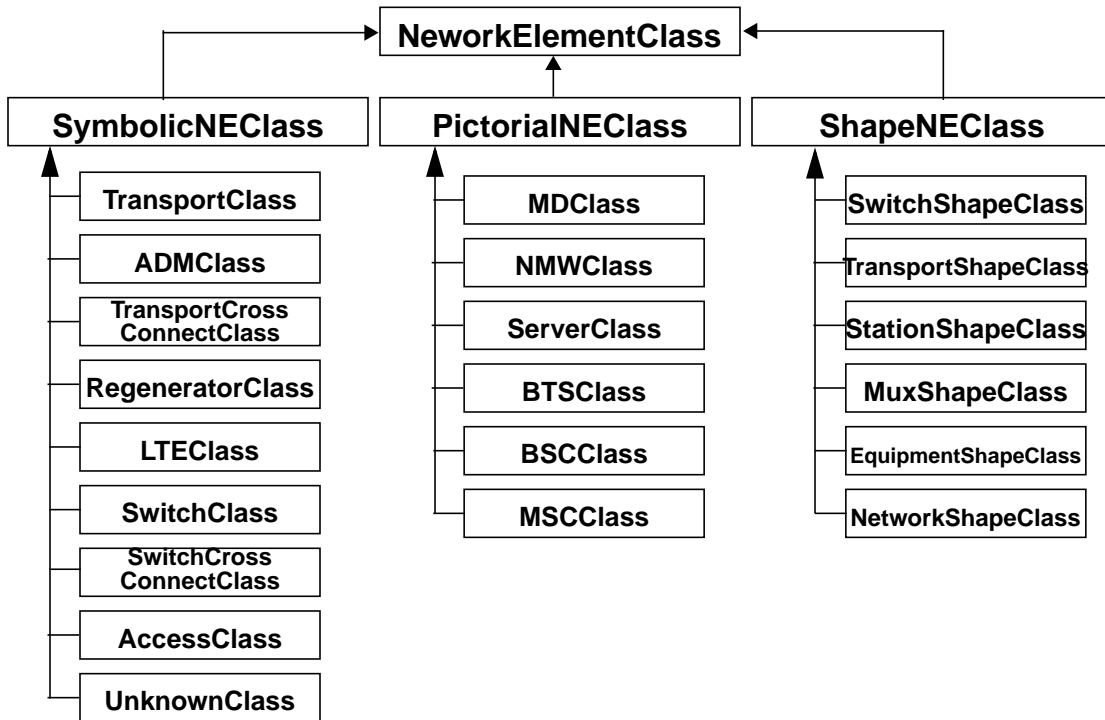 NeworkElementClass
SymbolicNEClass
PictorialNEClass
ShapeNEClass
TransportClass
ADMClass
TransportCross
ConnectClass
RegeneratorClass
LTEClass
SwitchClass
SwitchCross
ConnectClass
AccessClass
UnknownClass
MDClass
NMWClass
ServerClass
BTSClass
BSCClass
MSCClass
SwitchShapeClass
TransportShapeClass
StationShapeClass
MuxShapeClass
EquipmentShapeClass
NetworkShapeClass